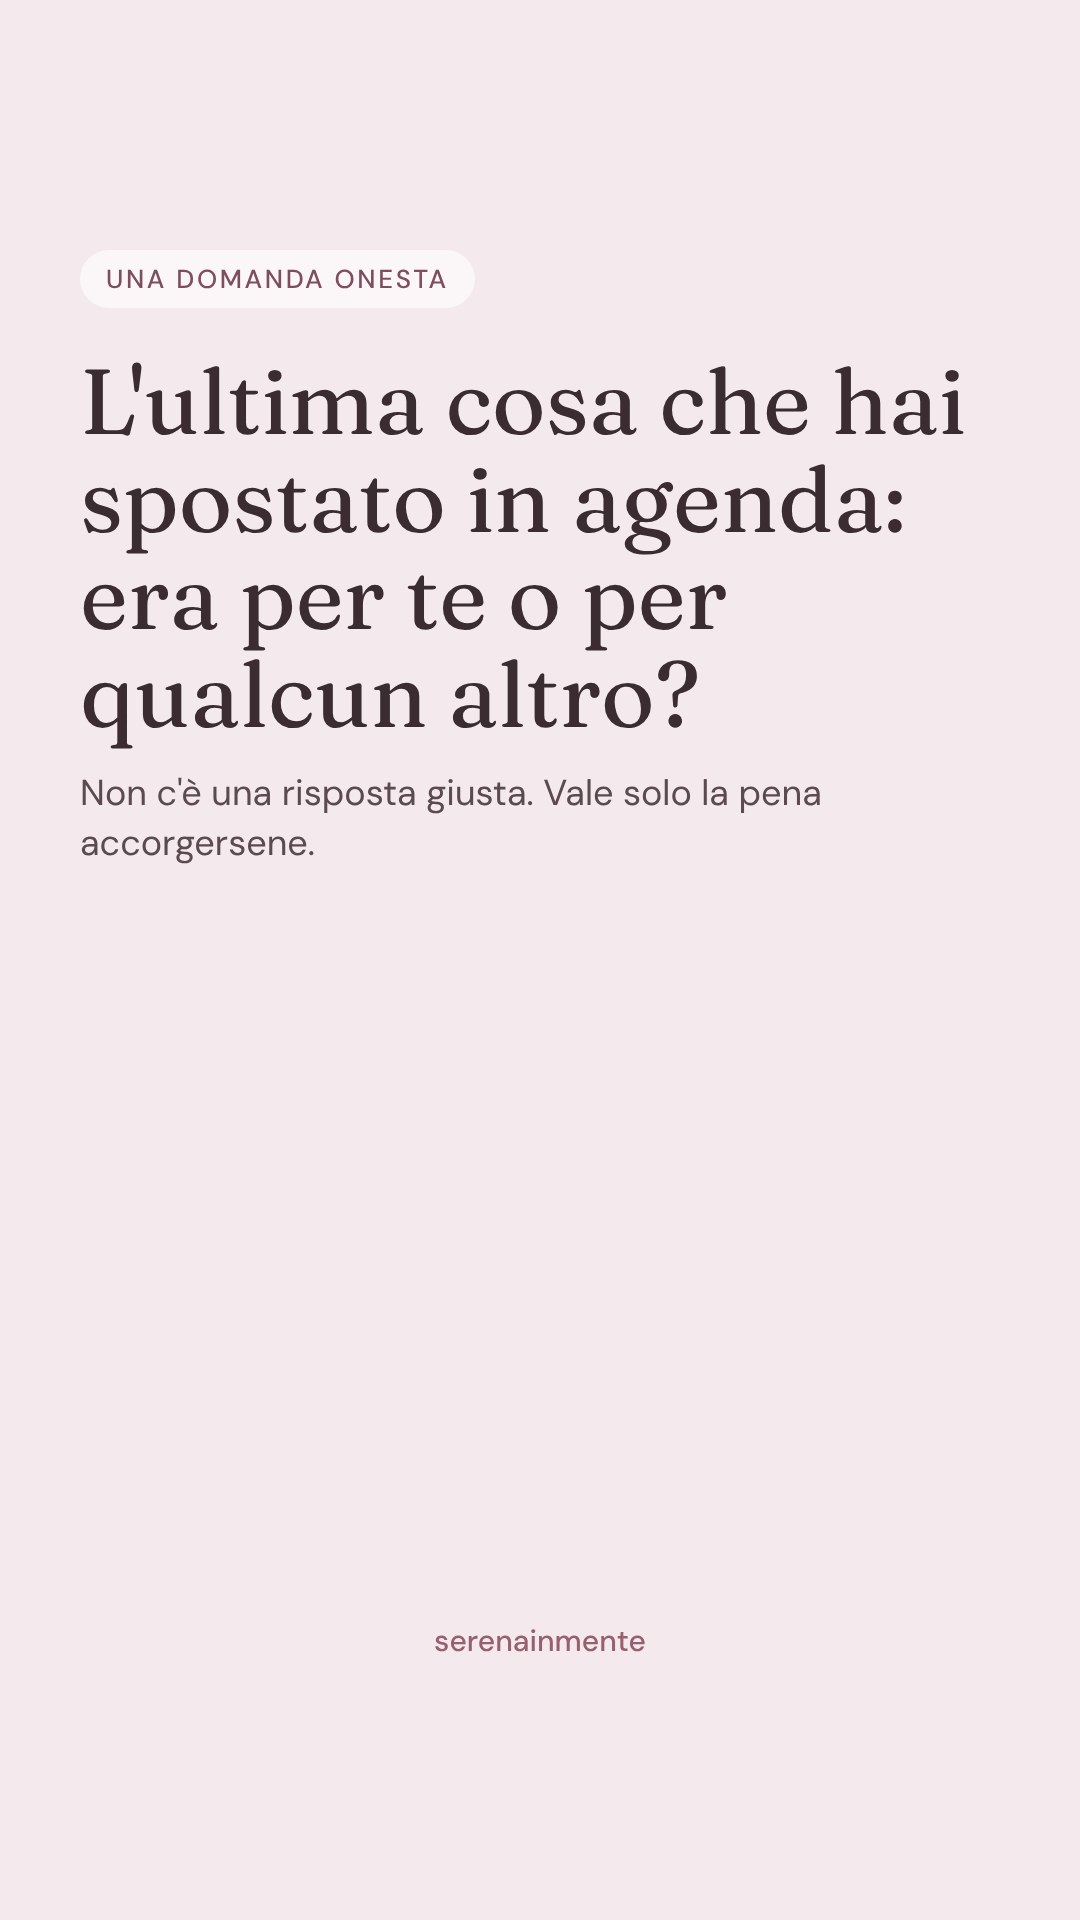 UNA DOMANDA ONESTA
L'ultima cosa che hai
spostato in agenda:
era per te o per
qualcun altro?
Non c'è una risposta giusta. Vale solo la pena
accorgersene.
serenainmente